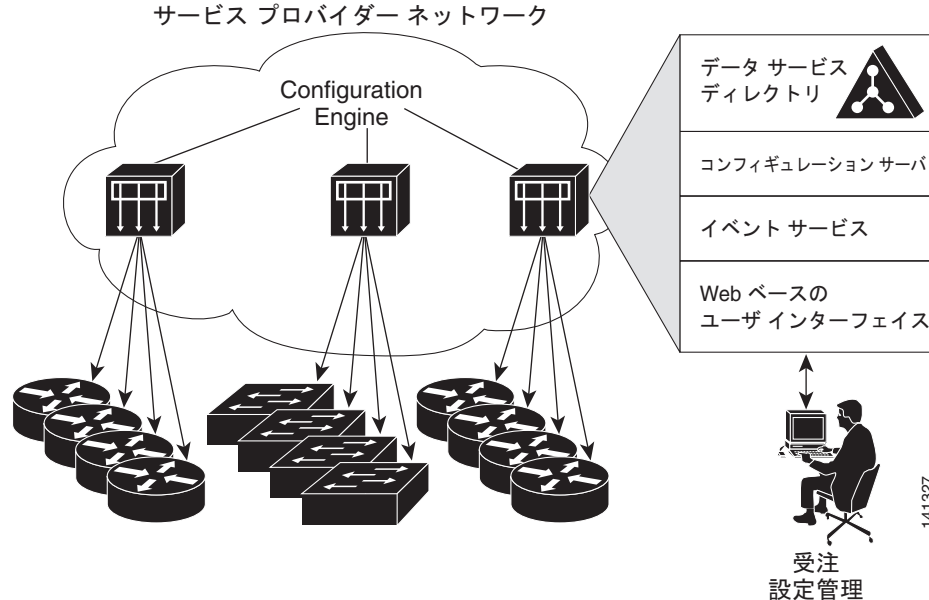 サービス プロバイダー ネットワーク
Configuration
Engine
データ サービス
ディレクトリ
コンフィギュレーション サーバ
イベント サービス
Web ベースの
ユーザ インターフェイス
141327
受注
設定管理